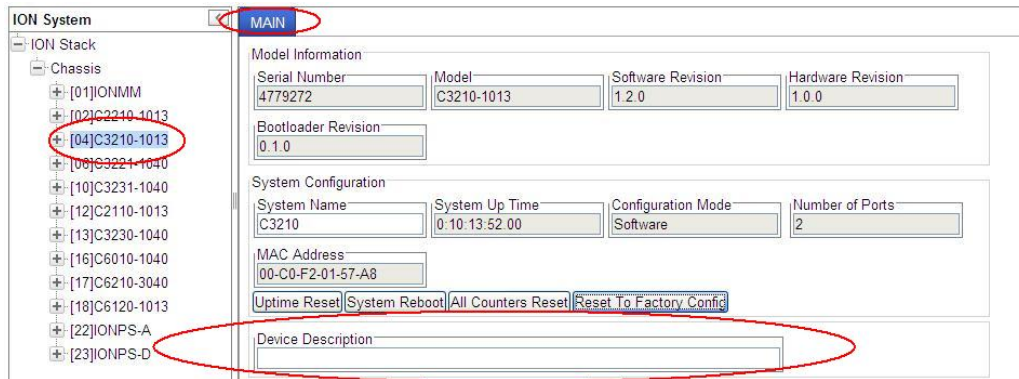 ION System
ION Stack
Chassis
[01]IONMM
[02]C2210-1013
[04]C3210-1013
[06]C3221-1040
[10]C3231-1040
[12]C2110-1013
[13]C3230-1040
[16]C6010-1040
[17]C6210-3040
[18]C6120-1013
[22]IONPS-A
[23]IONPS-D
MAIN
Model Information
Serial Number Model Software Revision Hardware Revision
4779272 C3210-1013 1.2.0 1.0.0
Bootloader Revision
0.1.0
System Configuration
System Name System Up Time Configuration Mode Number of Ports
C3210 0:10:13:52.00 Software 2
MAC Address
00-C0-F2-01-57-A8
Uptime Reset System Reboot All Counters Reset Reset To Factory Config
Device Description